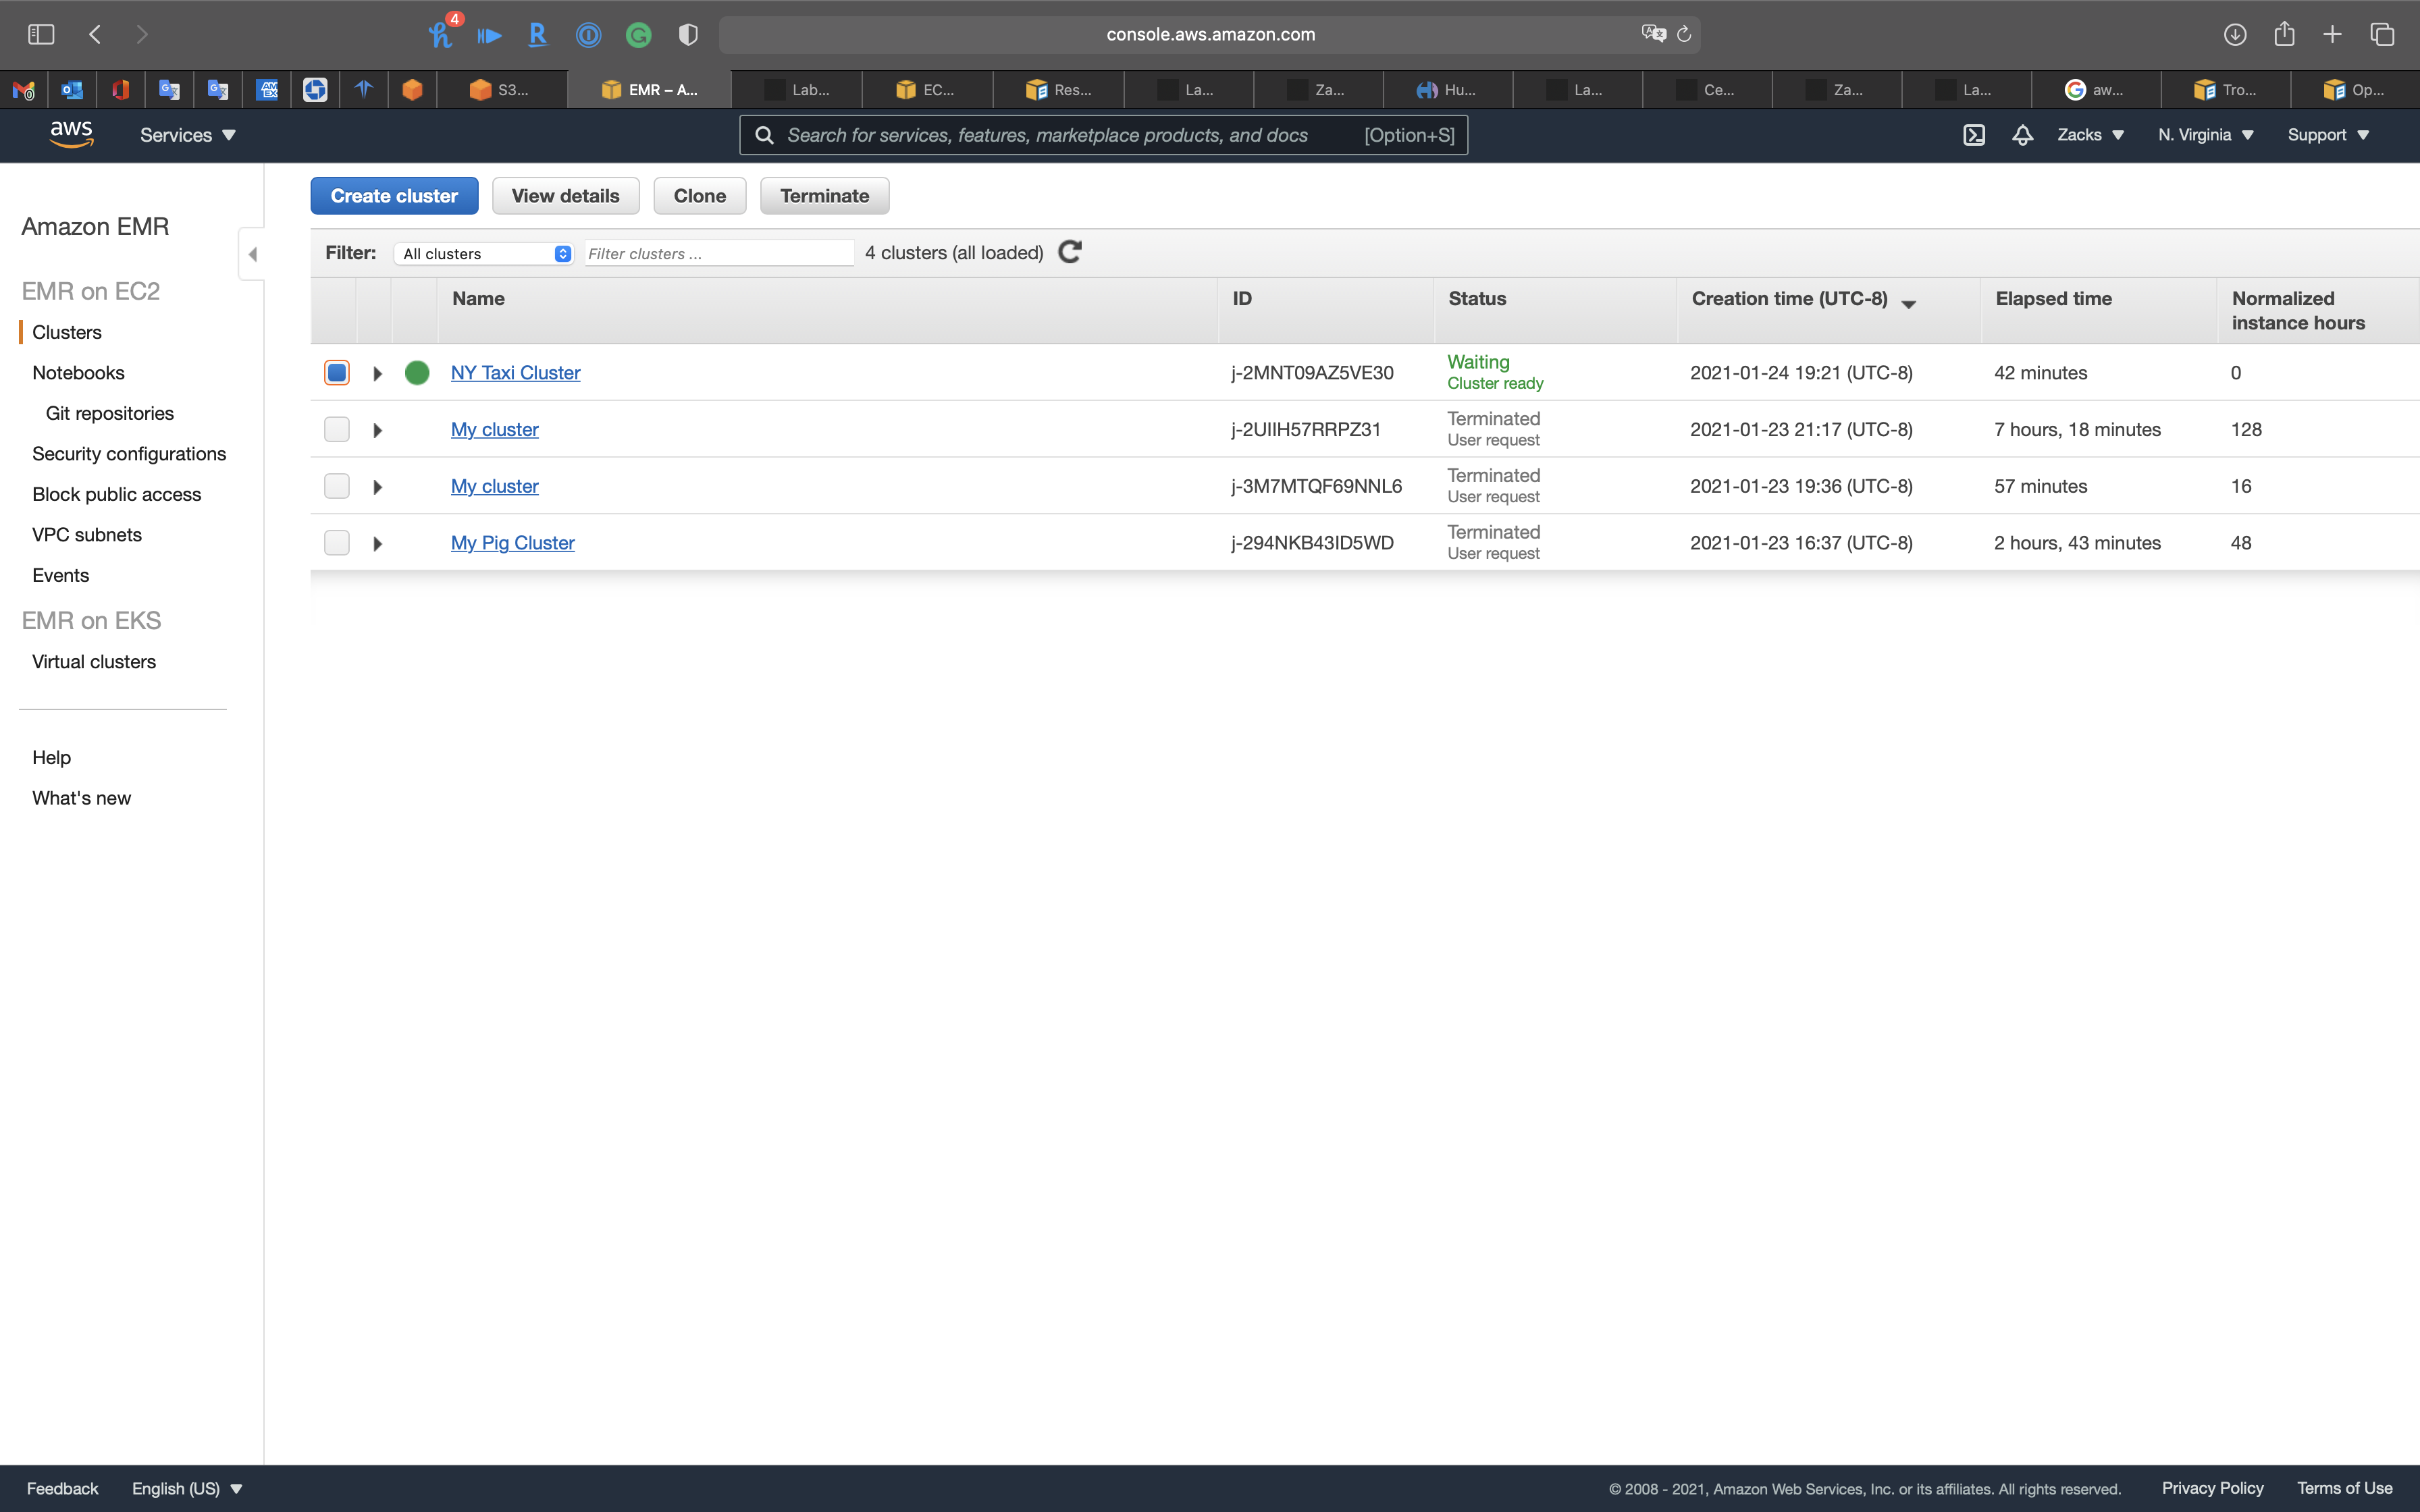 4
console.aws.amazon.com
S3...
EMR – A...
Lab...
EC...
Res...
La...
Za...
Hu...
La...
Ce...
Za...
La...
aw...
Tro...
Op...
aws
Services
Search for services, features, marketplace products, and docs [Option+S]
Zacks
N. Virginia
Support
Amazon EMR
EMR on EC2
Clusters
Notebooks
Git repositories
Security configurations
Block public access
VPC subnets
Events
EMR on EKS
Virtual clusters
Help
What's new
Create cluster View details Clone Terminate
Filter: All clusters Filter clusters ... 4 clusters (all loaded)
Name ID Status Creation time (UTC-8) Elapsed time Normalized instance hours
NY Taxi Cluster j-2MNT09AZ5VE30 Waiting Cluster ready 2021-01-24 19:21 (UTC-8) 42 minutes 0
My cluster j-2UIIH57RRPZ31 Terminated User request 2021-01-23 21:17 (UTC-8) 7 hours, 18 minutes 128
My cluster j-3M7MTQF69NNL6 Terminated User request 2021-01-23 19:36 (UTC-8) 57 minutes 16
My Pig Cluster j-294NKB43ID5WD Terminated User request 2021-01-23 16:37 (UTC-8) 2 hours, 43 minutes 48
Feedback English (US) © 2008 - 2021, Amazon Web Services, Inc. or its affiliates. All rights reserved. Privacy Policy Terms of Use